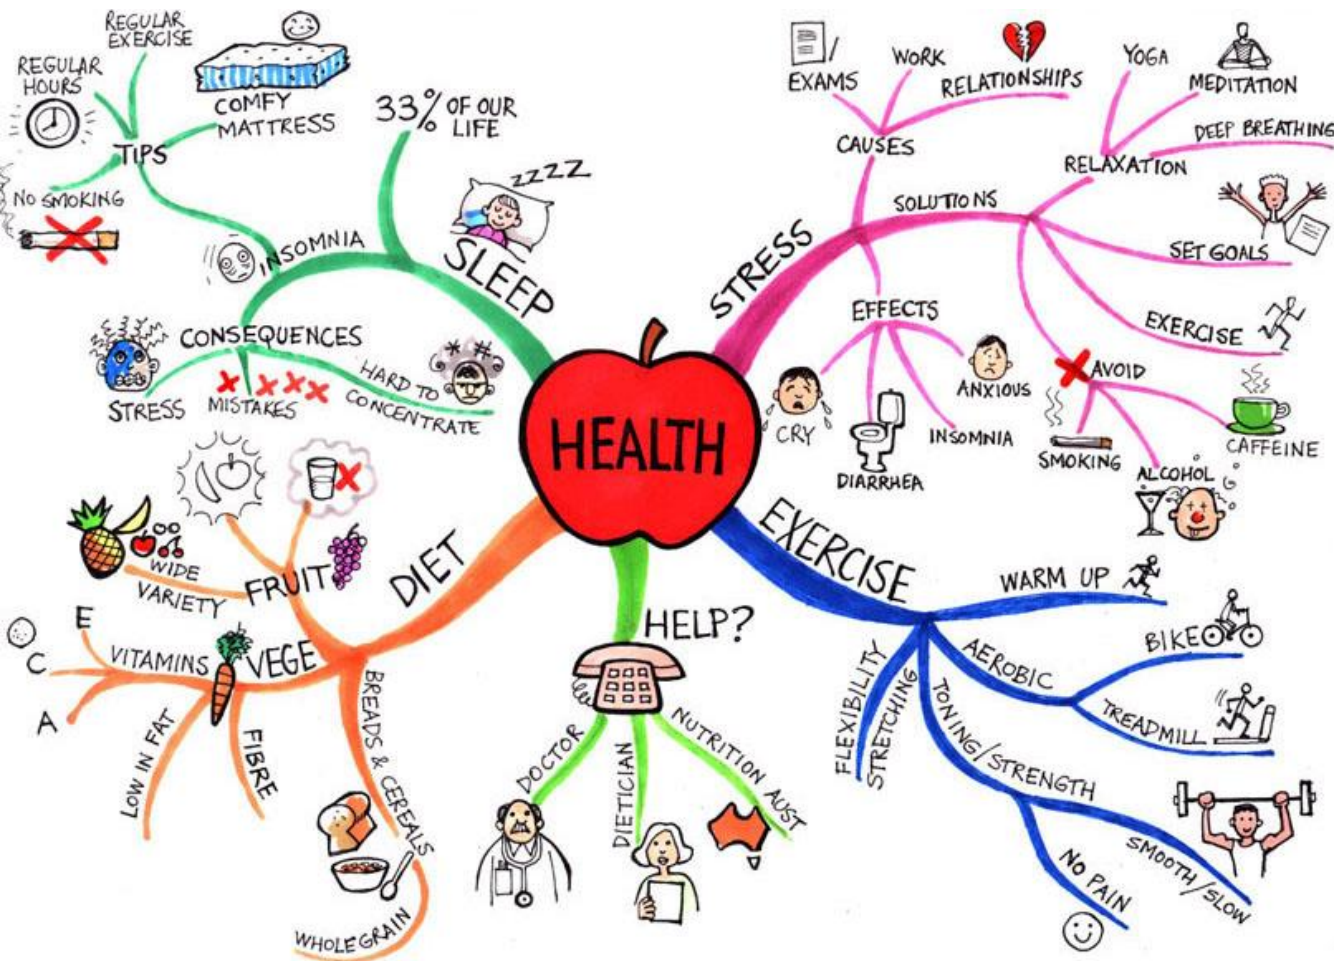 HEALTH
SLEEP
33% OF OUR
LIFE
ZZZZ
INSOMNIA
TIPS
REGULAR
HOURS
REGULAR
EXERCISE
COMFY
MATTRESS
NO SMOKING
CONSEQUENCES
STRESS
MISTAKES
HARD TO
CONCENTRATE
STRESS
CAUSES
EXAMS
WORK
RELATIONSHIPS
SOLUTIONS
RELAXATION
YOGA
MEDITATION
DEEP BREATHING
SET GOALS
EXERCISE
AVOID
SMOKING
ALCOHOL
CAFFEINE
EFFECTS
CRY
DIARRHEA
INSOMNIA
ANXIOUS
EXERCISE
WARM UP
AEROBIC
BIKE
TREADMILL
TONING/STRENGTH
SMOOTH/SLOW
NO PAIN
FLEXIBILITY
STRETCHING
HELP?
DOCTOR
DIETICIAN
NUTRITION AUST
DIET
FRUIT
WIDE
VARIETY
VEGE
VITAMINS
E
C
A
LOW IN FAT
FIBRE
BREADS & CEREALS
WHOLEGRAIN